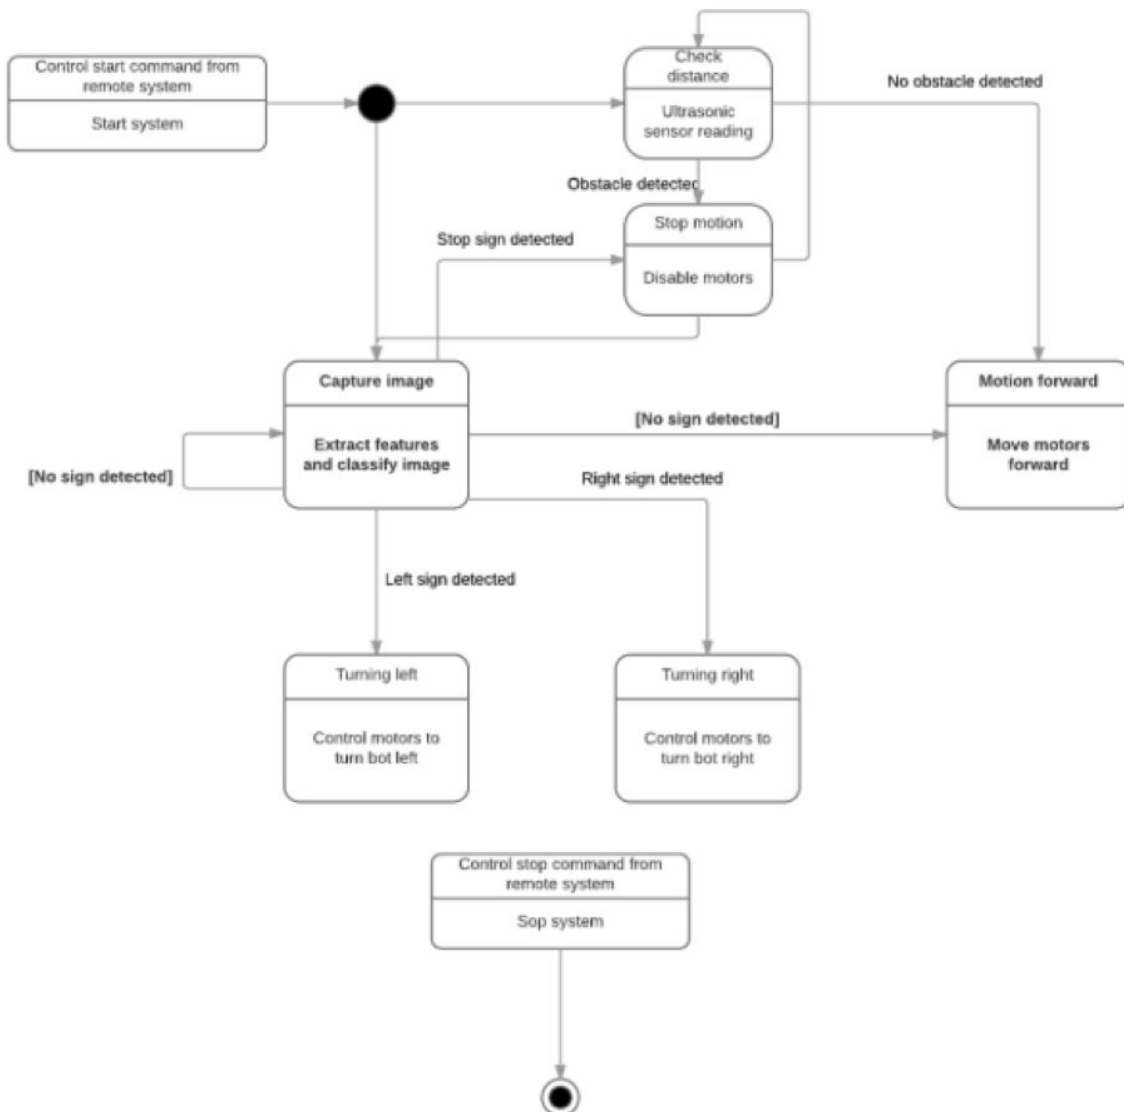 Control start command from
remote system
Start system
Check
distance
Ultrasonic
sensor reading
No obstacle detected
Obstacle detected
Stop motion
Disable motors
Stop sign detected
Capture image
Extract features
and classify image
[No sign detected]
[No sign detected]
Motion forward
Move motors
forward
Right sign detected
Left sign detected
Turning left
Control motors to
turn bot left
Turning right
Control motors to
turn bot right
Control stop command from
remote system
Sop system